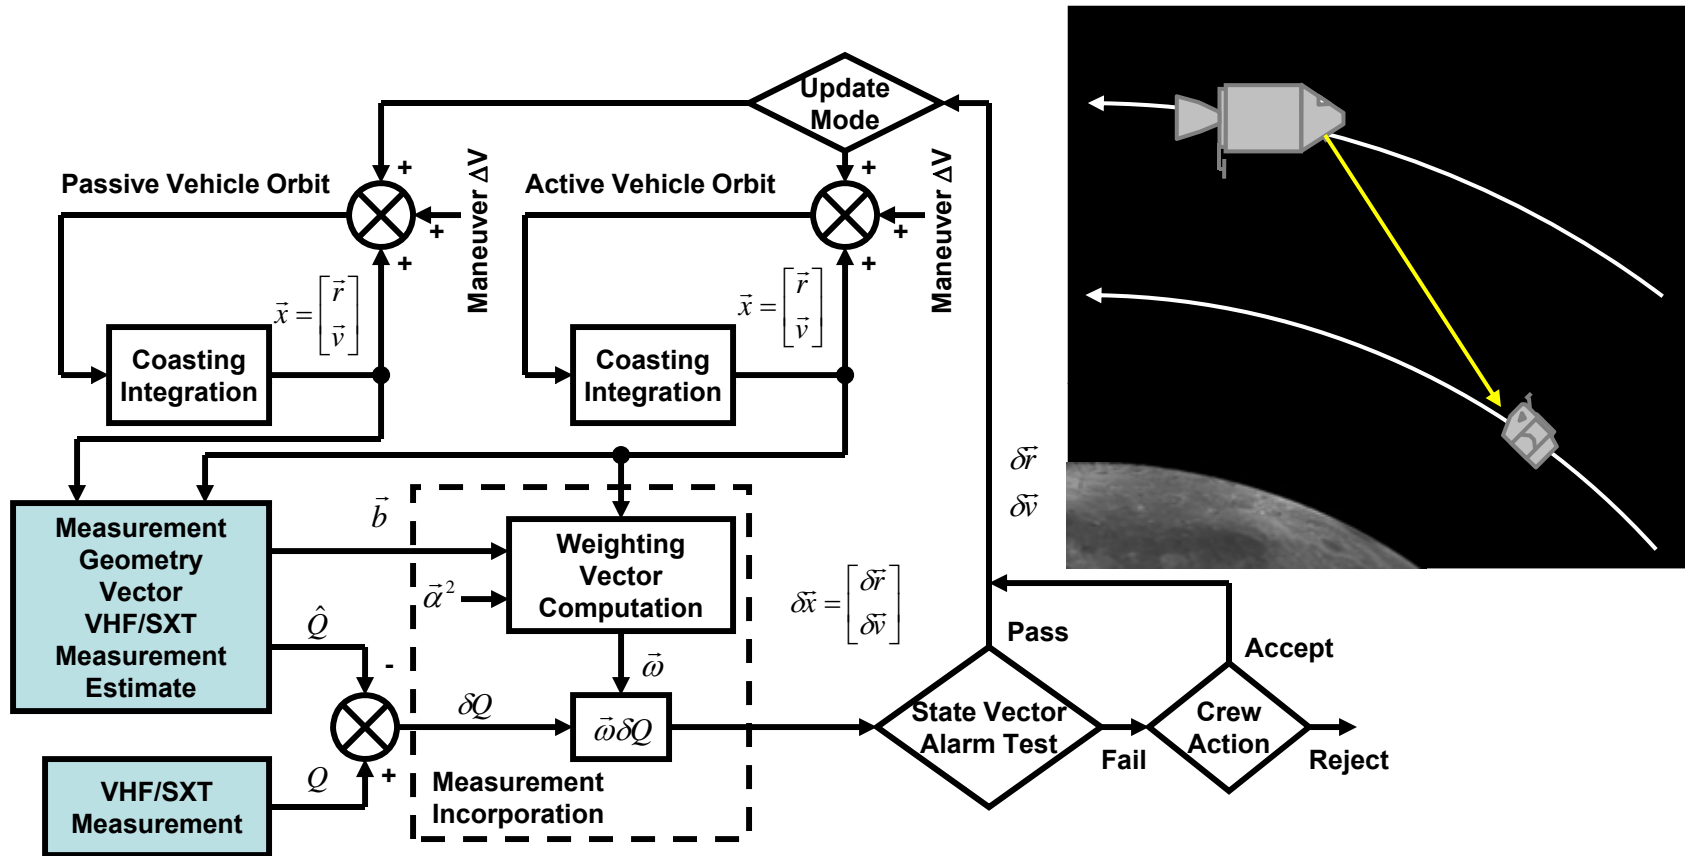 Update
Mode
+
+
Passive Vehicle Orbit
Active Vehicle Orbit
Maneuver ΔV
Maneuver ΔV
+
+
+
+
x⃗ = [r⃗ v⃗]
x⃗ = [r⃗ v⃗]
Coasting
Integration
Coasting
Integration
δr⃗
δv⃗
Measurement
Geometry
Vector
VHF/SXT
Measurement
Estimate
b⃗
Weighting
Vector
Computation
α⃗²
δx⃗ = [δr⃗ δv⃗]
Q̂
Pass
Accept
-
ω⃗
δQ
ω⃗δQ
State Vector
Alarm Test
Crew
Action
Fail
Reject
Q
+
VHF/SXT
Measurement
Measurement
Incorporation